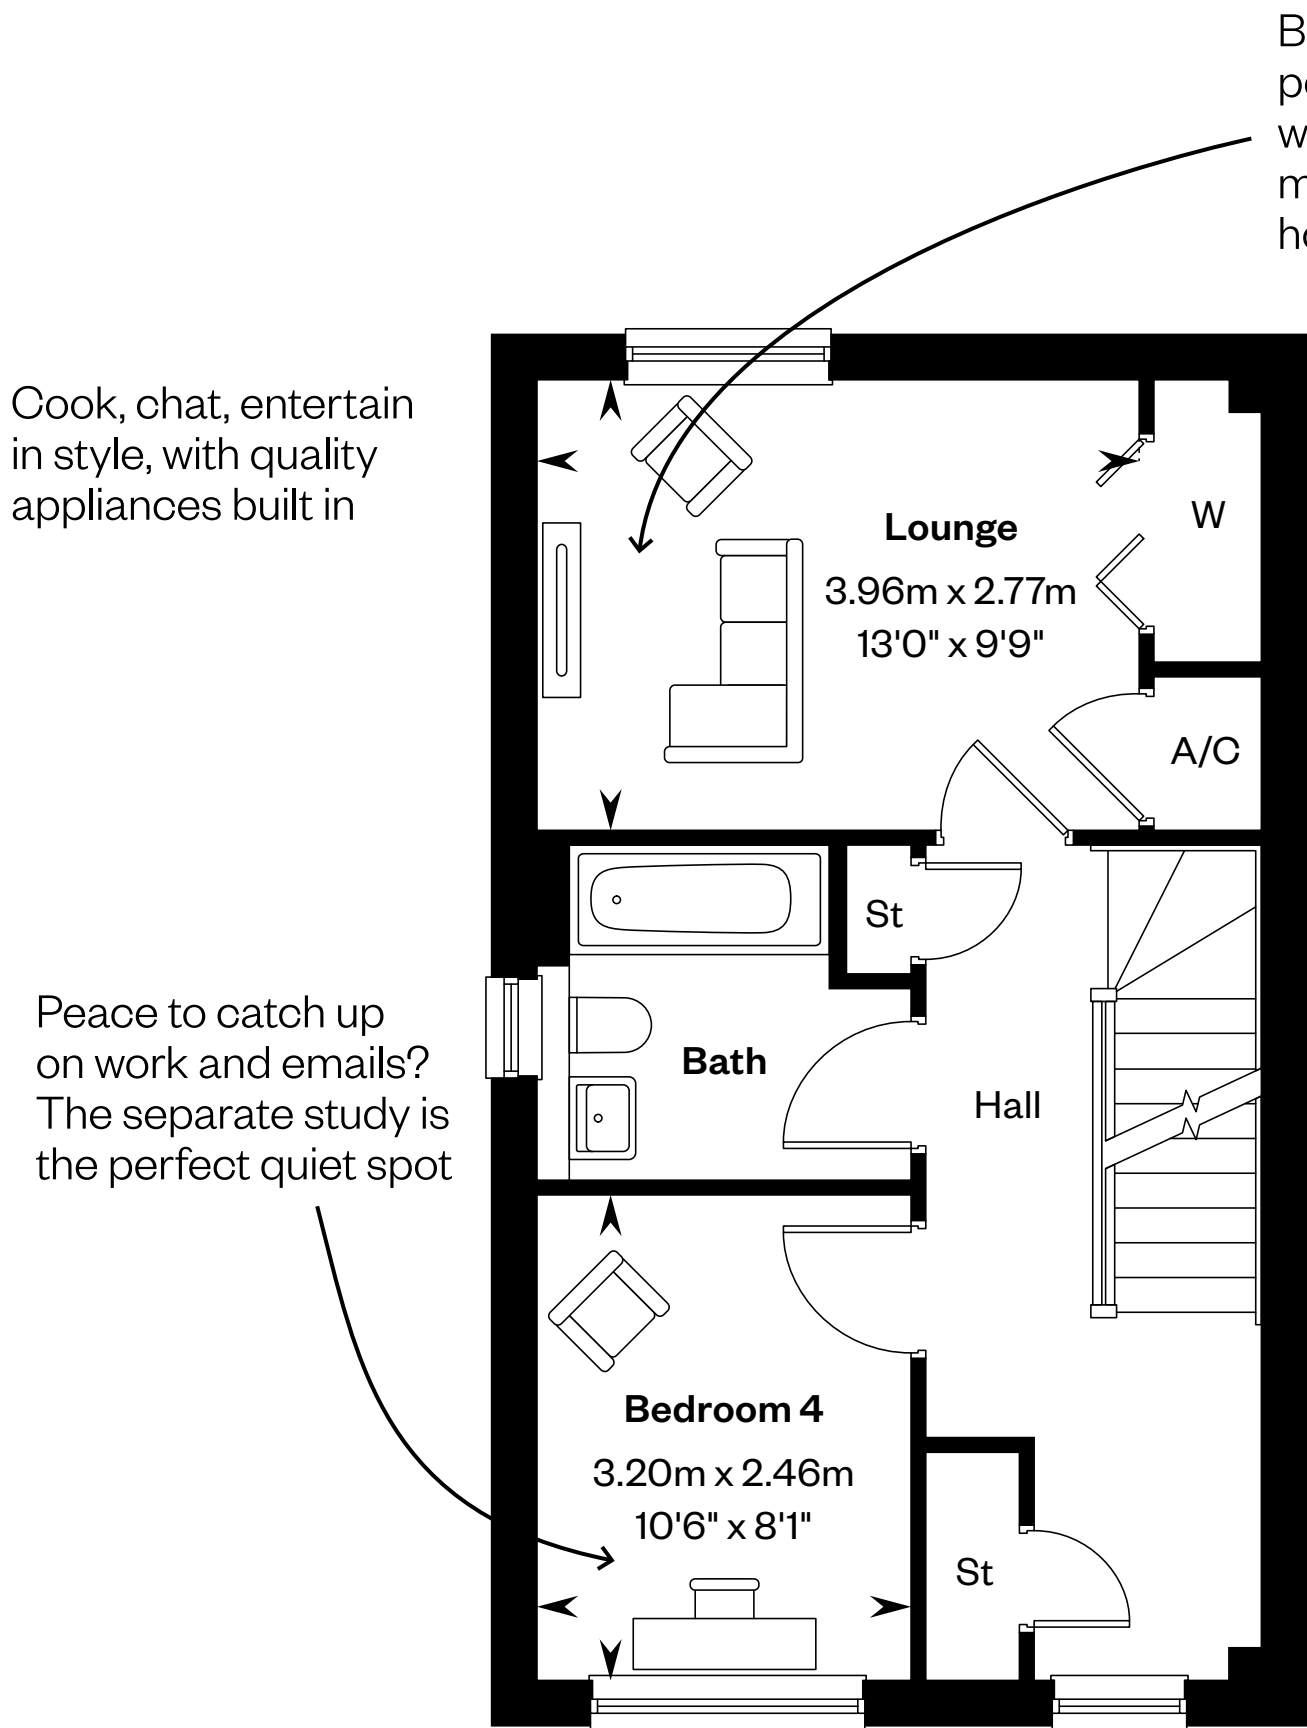 Cook, chat, entertain
in style, with quality
appliances built in
Lounge
3.96m x 2.77m
13'0" x 9'9"
W
A/C
St
Bath
Hall
Peace to catch up
on work and emails?
The separate study is
the perfect quiet spot
Bedroom 4
3.20m x 2.46m
10'6" x 8'1"
St